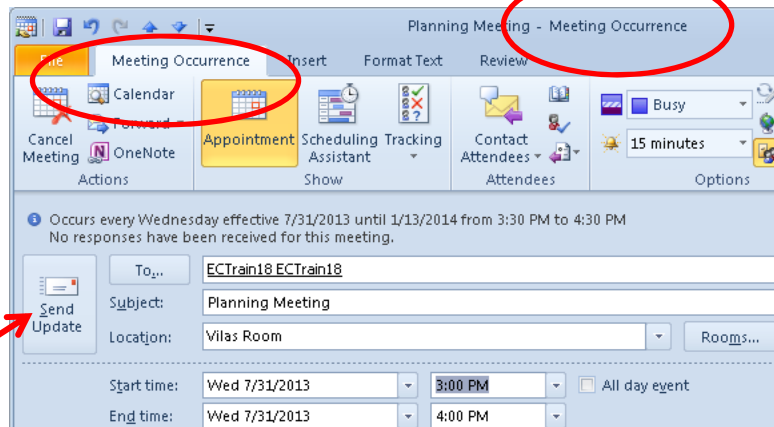 Planning Meeting - Meeting Occurrence
File Meeting Occurrence Insert Format Text Review
Cancel Meeting
Calendar
Forward
OneNote
Actions
Appointment
Scheduling Assistant
Tracking
Show
Contact Attendees
Attendees
Busy
15 minutes
Options
Occurs every Wednesday effective 7/31/2013 until 1/13/2014 from 3:30 PM to 4:30 PM
No responses have been received for this meeting.
Send Update
To... ECTrain18 ECTrain18
Subject: Planning Meeting
Location: Vilas Room Rooms...
Start time: Wed 7/31/2013 3:00 PM All day event
End time: Wed 7/31/2013 4:00 PM